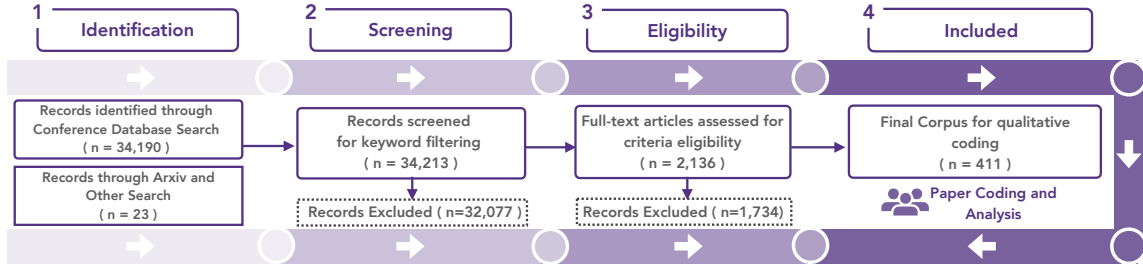 1
Identification
2
Screening
3
Eligibility
4
Included
Records identified through
Conference Database Search
( n = 34,190 )
Records through Arxiv and
Other Search
( n = 23 )
Records screened
for keyword filtering
( n = 34,213 )
Records Excluded ( n=32,077 )
Full-text articles assessed for
criteria eligibility
( n = 2,136 )
Records Excluded ( n=1,734 )
Final Corpus for qualitative
coding
( n = 411 )
Paper Coding and
Analysis